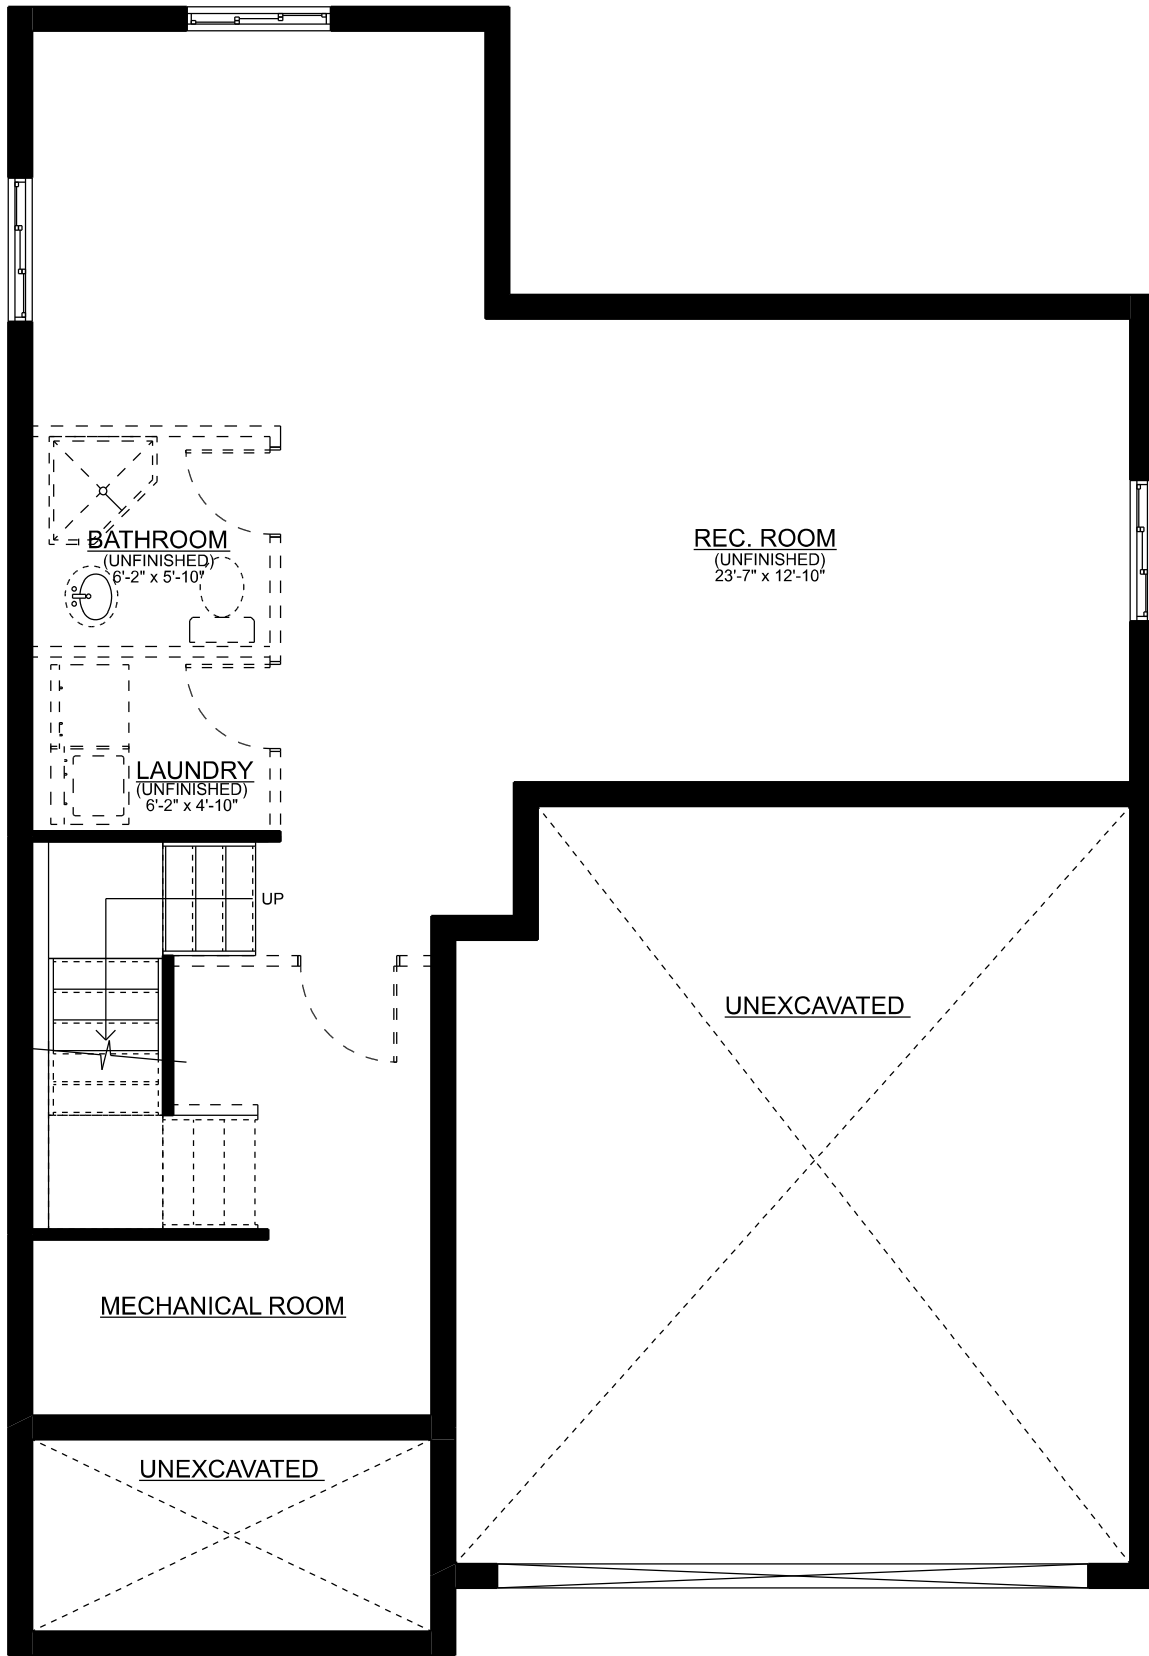 BATHROOM
(UNFINISHED)
6'-2" x 5'-10"
REC. ROOM
(UNFINISHED)
23'-7" x 12'-10"
LAUNDRY
(UNFINISHED)
6'-2" x 4'-10"
UP
UNEXCAVATED
MECHANICAL ROOM
UNEXCAVATED